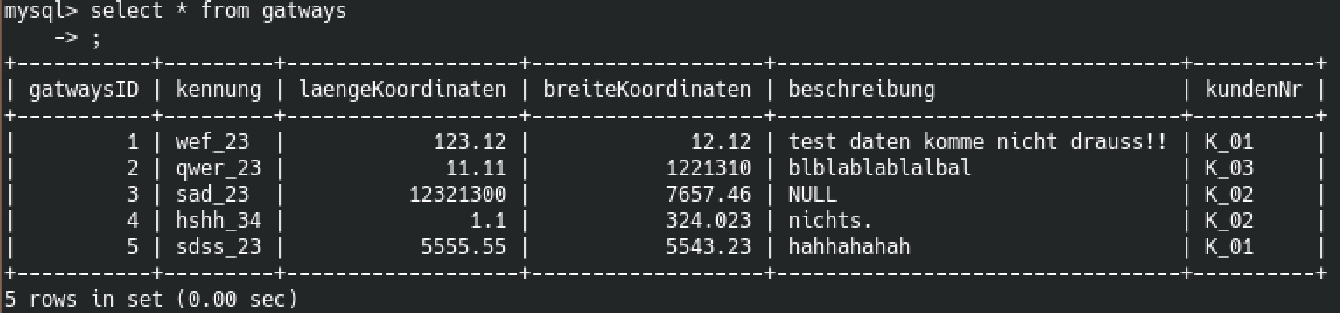 mysql> select * from gatways
    -> ;
+-----------+---------+------------------+-------------------+--------------------------------+----------+
| gatwaysID | kennung | laengeKoordinaten | breiteKoordinaten | beschreibung                    | kundenNr |
+-----------+---------+------------------+-------------------+--------------------------------+----------+
|         1 | wef_23  |            123.12 |             12.12 | test daten komme nicht drauss!! | K_01     |
|         2 | qwer_23 |             11.11 |           1221310 | blblablablalbal                 | K_03     |
|         3 | sad_23  |          12321300 |           7657.46 | NULL                            | K_02     |
|         4 | hshh_34 |               1.1 |           324.023 | nichts.                         | K_02     |
|         5 | sdss_23 |           5555.55 |           5543.23 | hahhahahah                      | K_01     |
+-----------+---------+------------------+-------------------+--------------------------------+----------+
5 rows in set (0.00 sec)